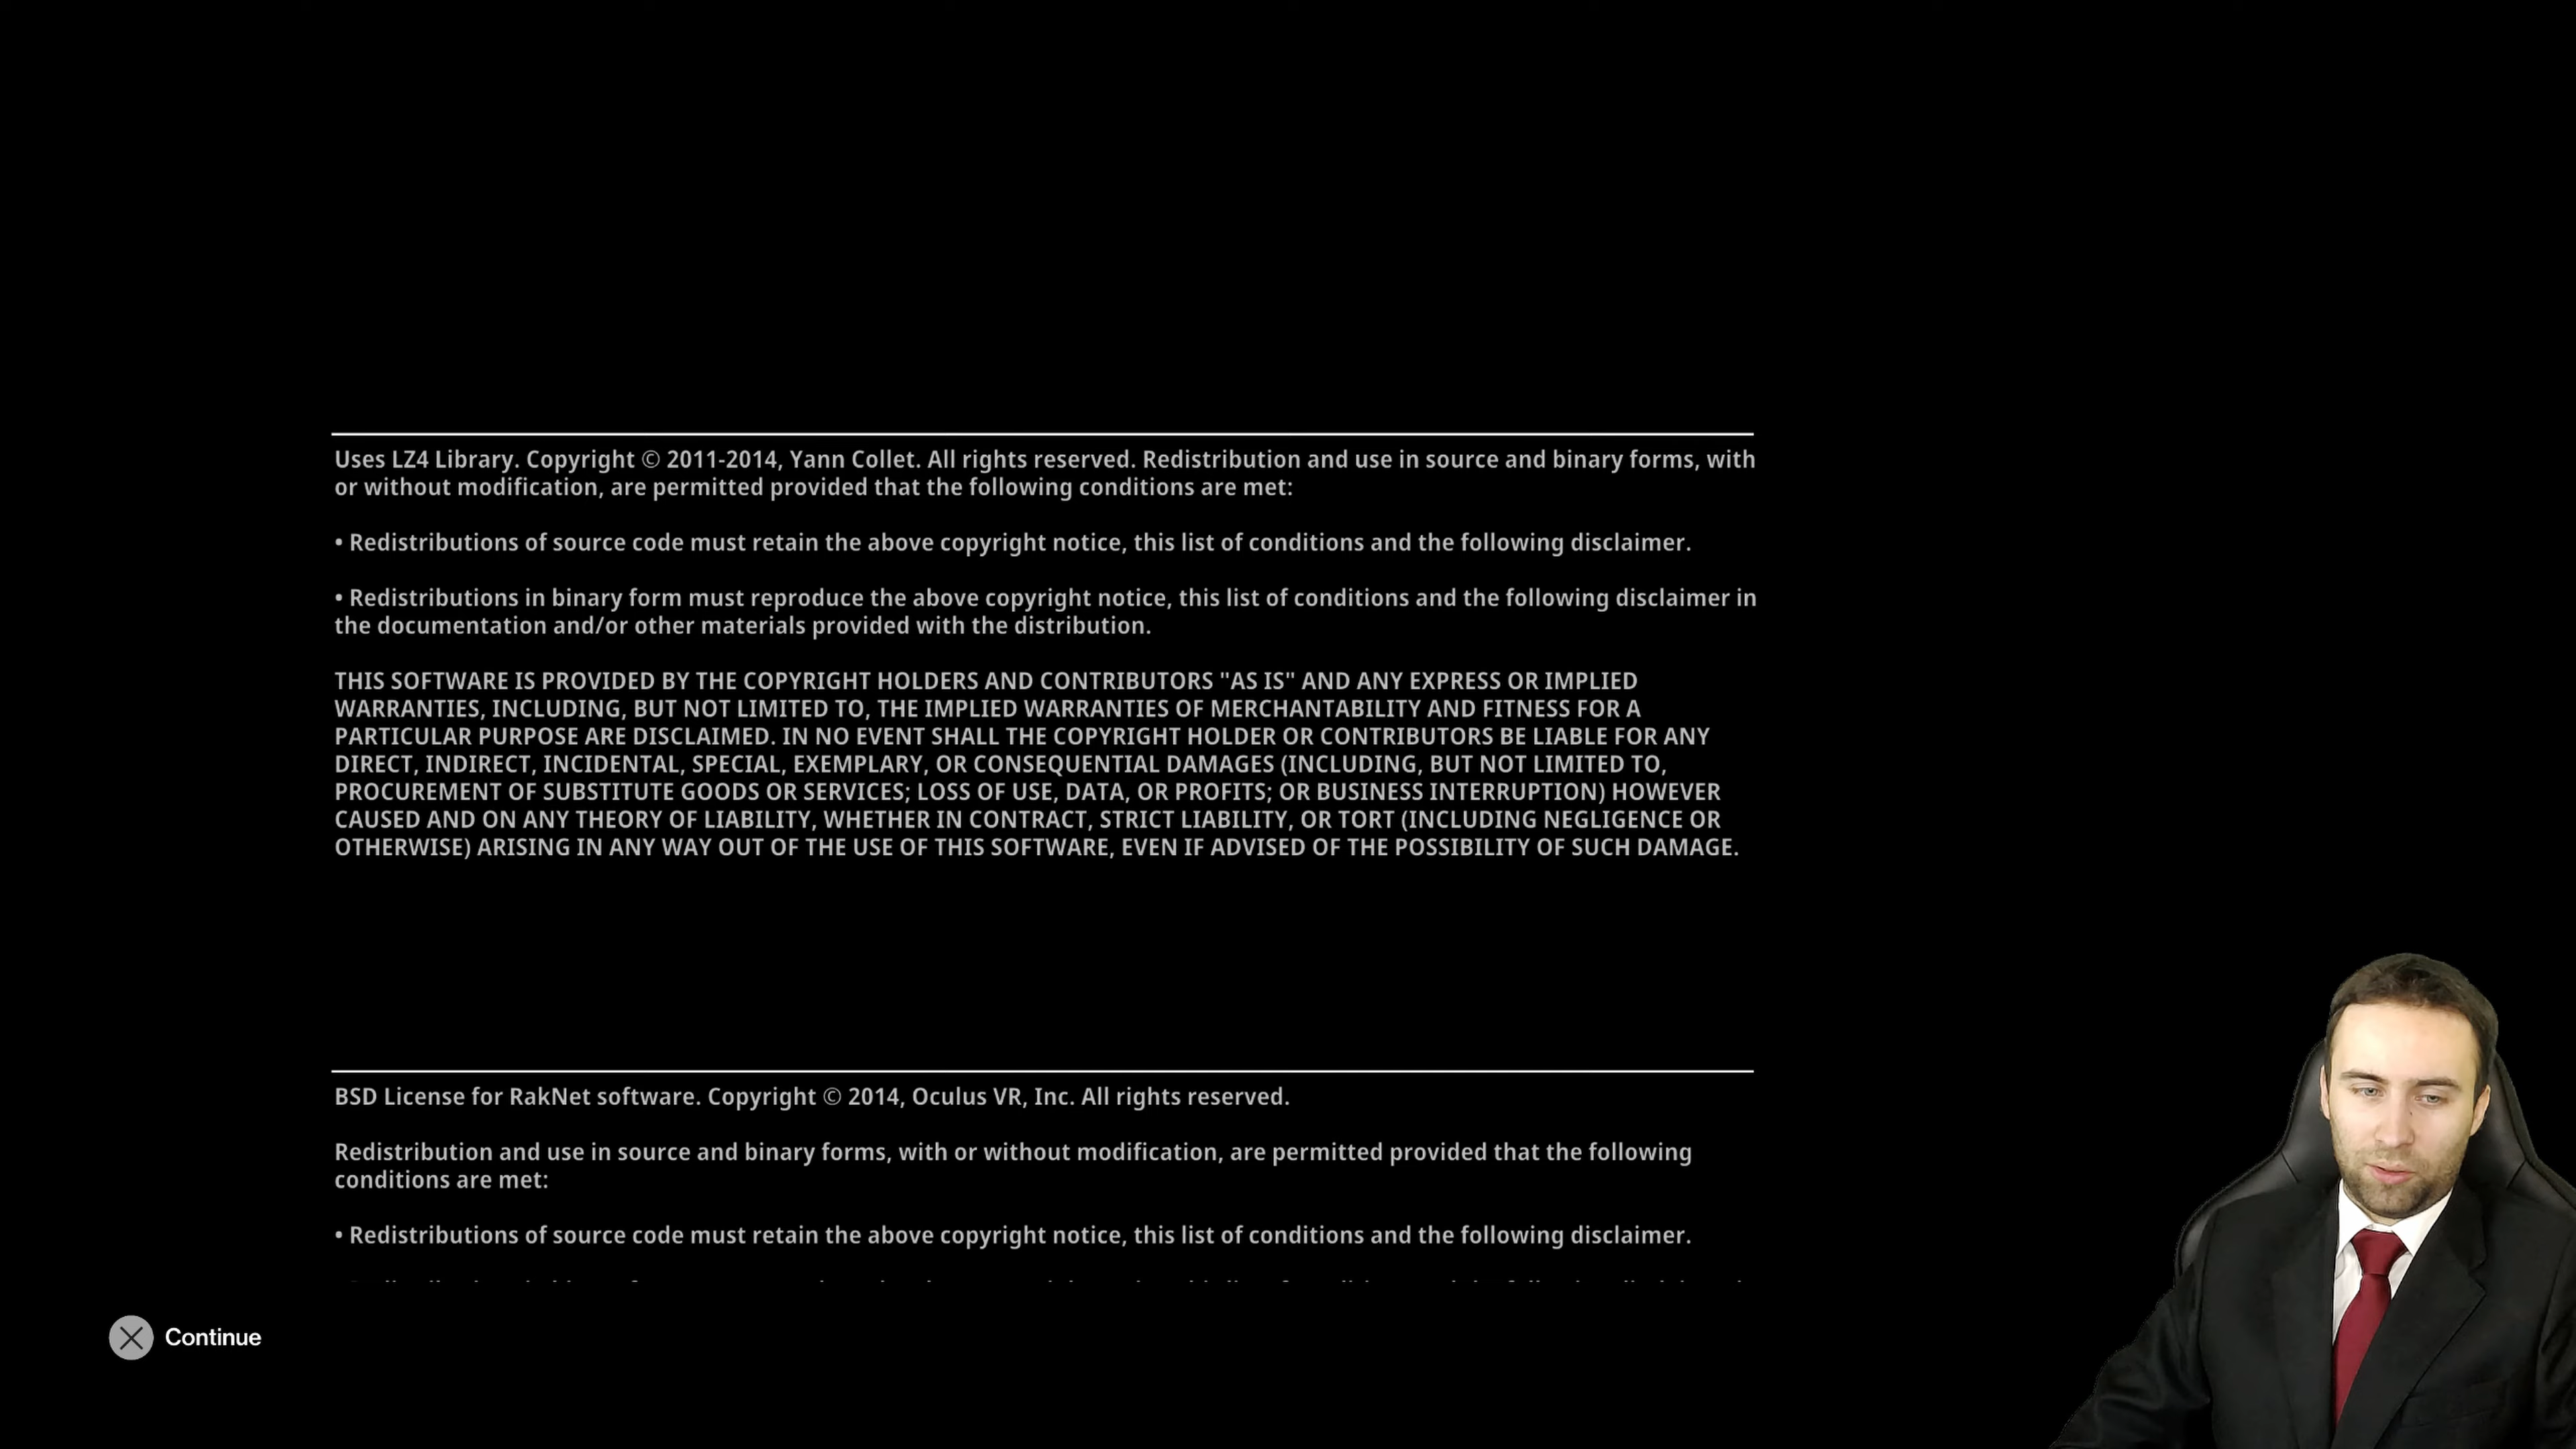 Uses LZ4 Library. Copyright © 2011-2014, Yann Collet. All rights reserved. Redistribution and use in source and binary forms, with
or without modification, are permitted provided that the following conditions are met:
• Redistributions of source code must retain the above copyright notice, this list of conditions and the following disclaimer.
• Redistributions in binary form must reproduce the above copyright notice, this list of conditions and the following disclaimer in
the documentation and/or other materials provided with the distribution.
THIS SOFTWARE IS PROVIDED BY THE COPYRIGHT HOLDERS AND CONTRIBUTORS "AS IS" AND ANY EXPRESS OR IMPLIED
WARRANTIES, INCLUDING, BUT NOT LIMITED TO, THE IMPLIED WARRANTIES OF MERCHANTABILITY AND FITNESS FOR A
PARTICULAR PURPOSE ARE DISCLAIMED. IN NO EVENT SHALL THE COPYRIGHT HOLDER OR CONTRIBUTORS BE LIABLE FOR ANY
DIRECT, INDIRECT, INCIDENTAL, SPECIAL, EXEMPLARY, OR CONSEQUENTIAL DAMAGES (INCLUDING, BUT NOT LIMITED TO,
PROCUREMENT OF SUBSTITUTE GOODS OR SERVICES; LOSS OF USE, DATA, OR PROFITS; OR BUSINESS INTERRUPTION) HOWEVER
CAUSED AND ON ANY THEORY OF LIABILITY, WHETHER IN CONTRACT, STRICT LIABILITY, OR TORT (INCLUDING NEGLIGENCE OR
OTHERWISE) ARISING IN ANY WAY OUT OF THE USE OF THIS SOFTWARE, EVEN IF ADVISED OF THE POSSIBILITY OF SUCH DAMAGE.
BSD License for RakNet software. Copyright © 2014, Oculus VR, Inc. All rights reserved.
Redistribution and use in source and binary forms, with or without modification, are permitted provided that the following
conditions are met:
• Redistributions of source code must retain the above copyright notice, this list of conditions and the following disclaimer.
Continue